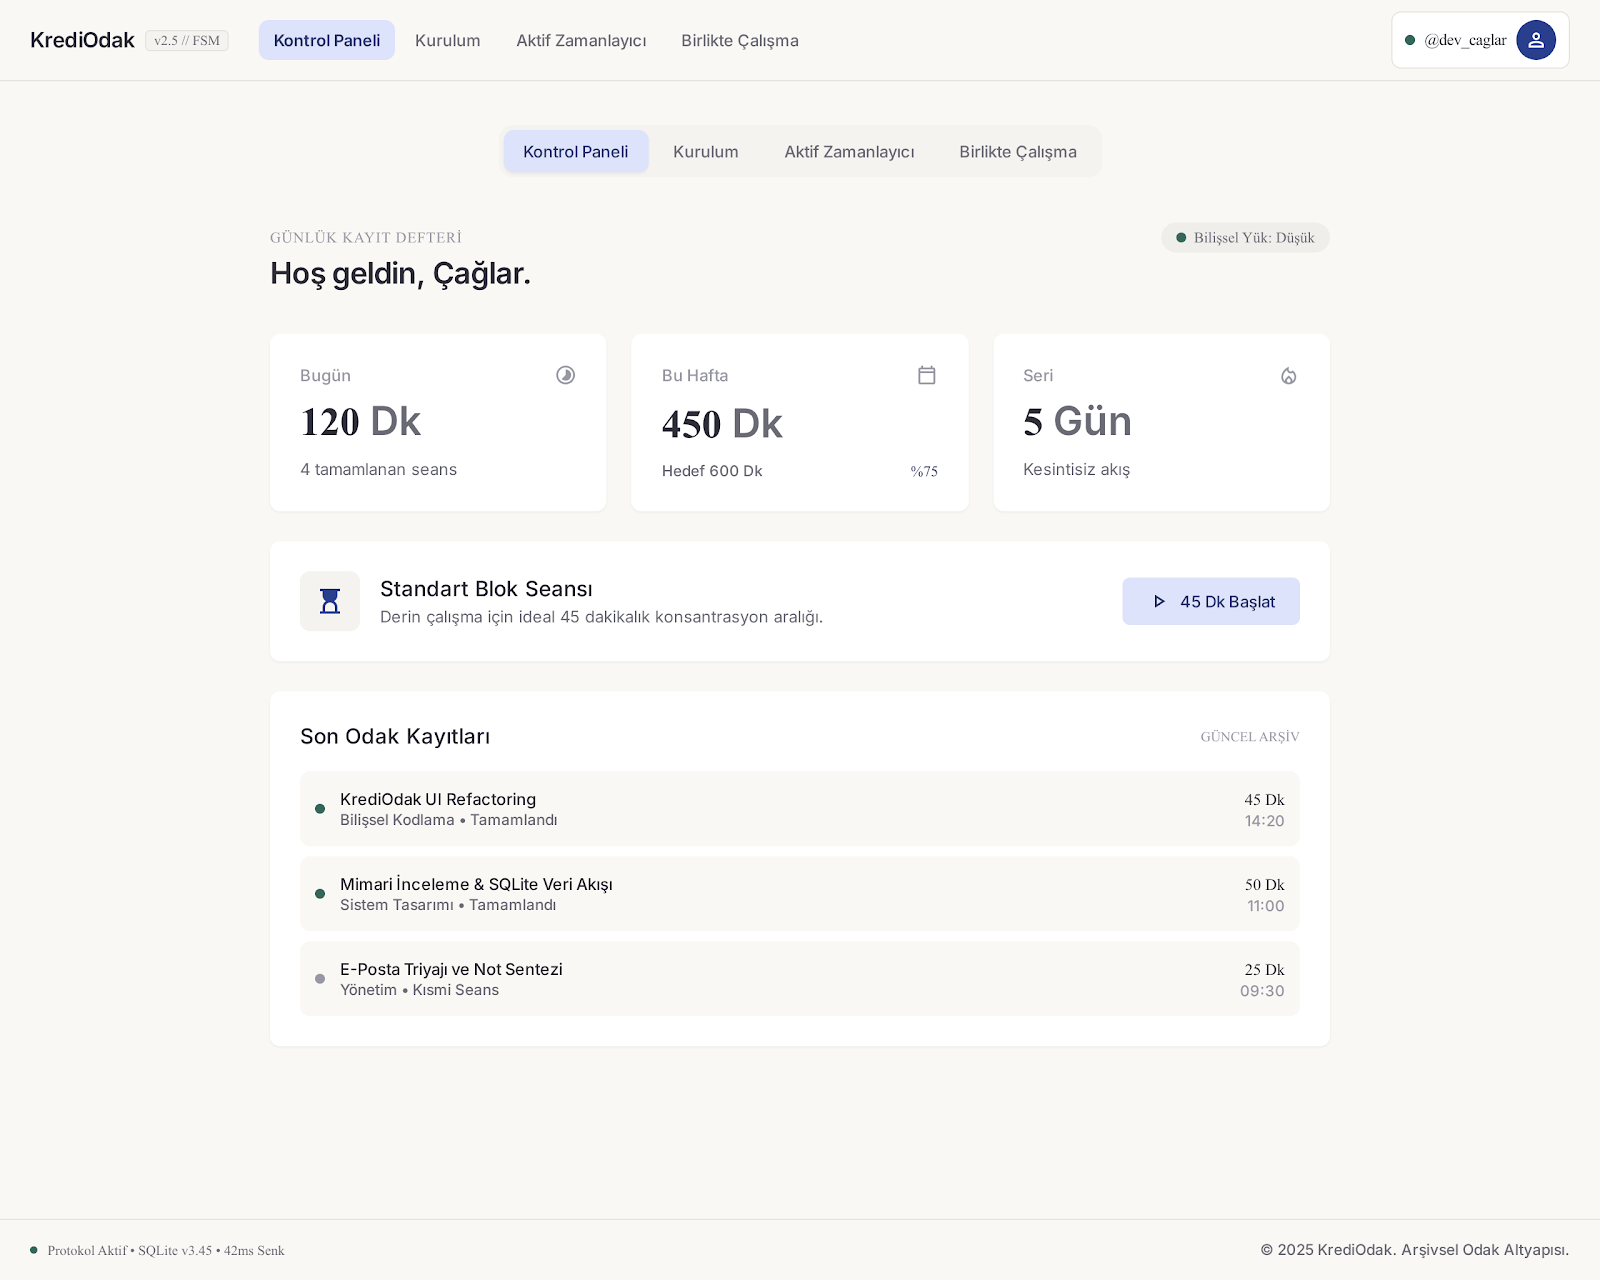 KrediOdak
v2.5 // FSM
Kontrol Paneli
Kurulum
Aktif Zamanlayıcı
Birlikte Çalışma
@dev_caglar
Kontrol Paneli
Kurulum
Aktif Zamanlayıcı
Birlikte Çalışma
GÜNLÜK KAYIT DEFTERİ
Bilişsel Yük: Düşük
Hoş geldin, Çağlar.
Bugün
120 Dk
4 tamamlanan seans
Bu Hafta
450 Dk
Hedef 600 Dk
%75
Seri
5 Gün
Kesintisiz akış
Standart Blok Seansı
Derin çalışma için ideal 45 dakikalık konsantrasyon aralığı.
45 Dk Başlat
Son Odak Kayıtları
GÜNCEL ARŞİV
KrediOdak UI Refactoring
Bilişsel Kodlama • Tamamlandı
45 Dk
14:20
Mimari İnceleme & SQLite Veri Akışı
Sistem Tasarımı • Tamamlandı
50 Dk
11:00
E-Posta Triyajı ve Not Sentezi
Yönetim • Kısmi Seans
25 Dk
09:30
Protokol Aktif • SQLite v3.45 • 42ms Senk
© 2025 KrediOdak. Arşivsel Odak Altyapısı.